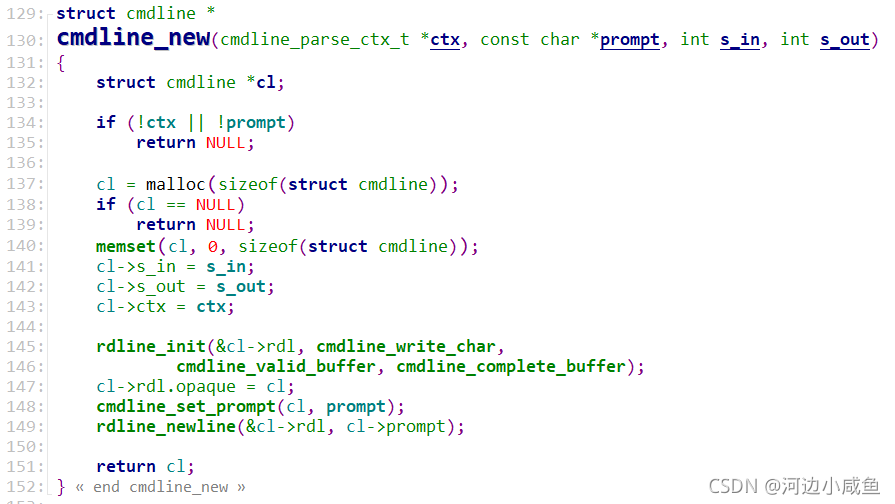 129: struct cmdline *
130: cmdline_new(cmdline_parse_ctx_t *ctx, const char *prompt, int s_in, int s_out)
131: {
132:     struct cmdline *cl;
133:
134:     if (!ctx || !prompt)
135:         return NULL;
136:
137:     cl = malloc(sizeof(struct cmdline));
138:     if (cl == NULL)
139:         return NULL;
140:     memset(cl, 0, sizeof(struct cmdline));
141:     cl->s_in = s_in;
142:     cl->s_out = s_out;
143:     cl->ctx = ctx;
144:
145:     rdline_init(&cl->rdl, cmdline_write_char,
146:             cmdline_valid_buffer, cmdline_complete_buffer);
147:     cl->rdl.opaque = cl;
148:     cmdline_set_prompt(cl, prompt);
149:     rdline_newline(&cl->rdl, cl->prompt);
150:
151:     return cl;
152: } « end cmdline_new »
CSDN @河边小咸鱼